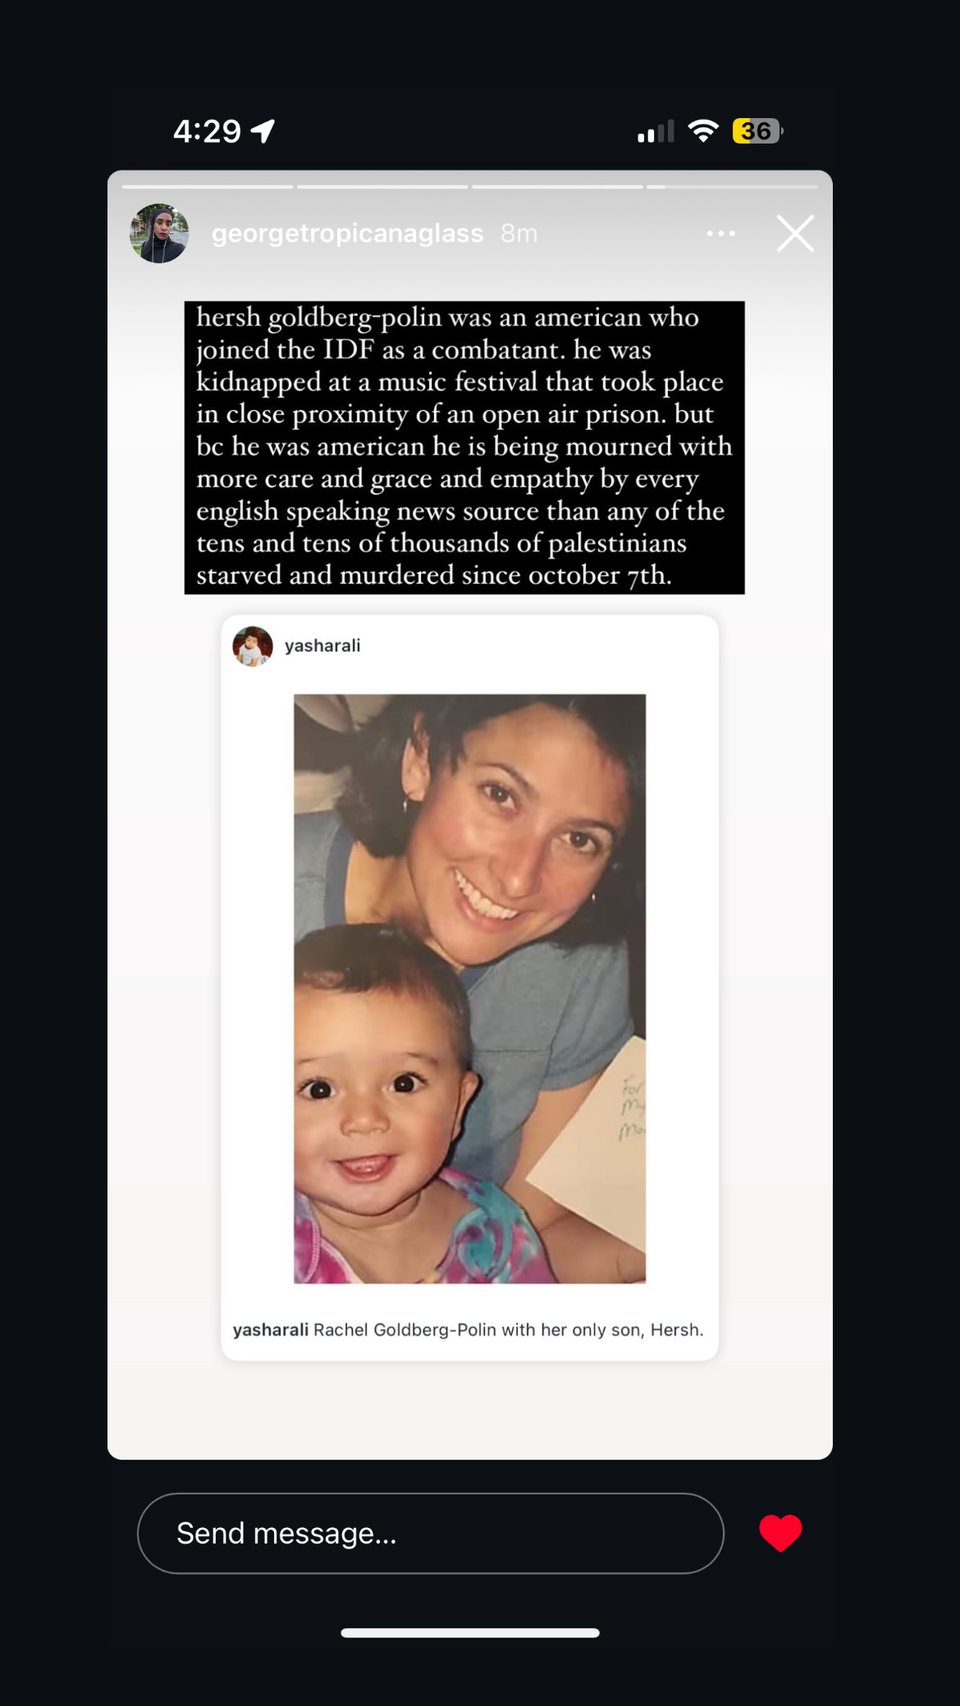 4:29
36
georgetropicanaglass 8m
hersh goldberg-polin was an american who
joined the IDF as a combatant. he was
kidnapped at a music festival that took place
in close proximity of an open air prison. but
bc he was american he is being mourned with
more care and grace and empathy by every
english speaking news source than any of the
tens and tens of thousands of palestinians
starved and murdered since october 7th.
yasharali
For
My
yasharali Rachel Goldberg-Polin with her only son, Hersh.
Send message...